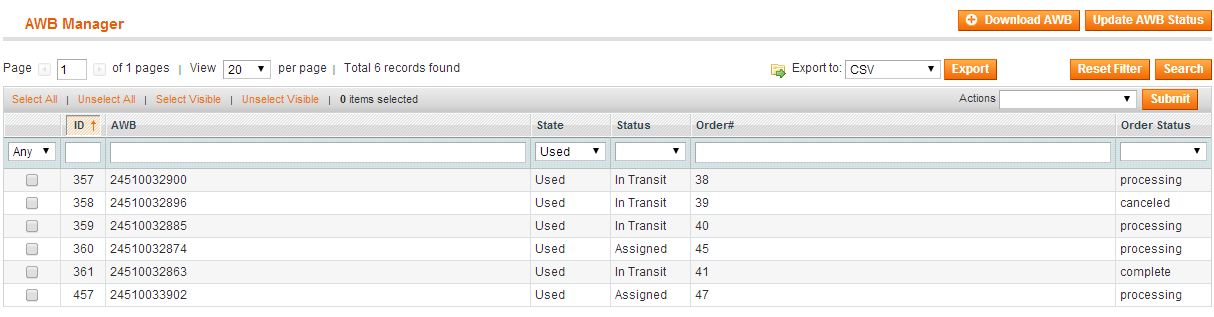 AWB Manager Download AWB Update AWB Status
Page 1 of 1 pages | View 20 per page | Total 6 records found Export to: CSV Export Reset Filter Search
Select All | Unselect All | Select Visible | Unselect Visible | 0 items selected Actions Submit
ID AWB State Status Order# Order Status
Any Used
357 24510032900 Used In Transit 38 processing
358 24510032896 Used In Transit 39 canceled
359 24510032885 Used In Transit 40 processing
360 24510032874 Used Assigned 45 processing
361 24510032863 Used In Transit 41 complete
457 24510033902 Used Assigned 47 processing